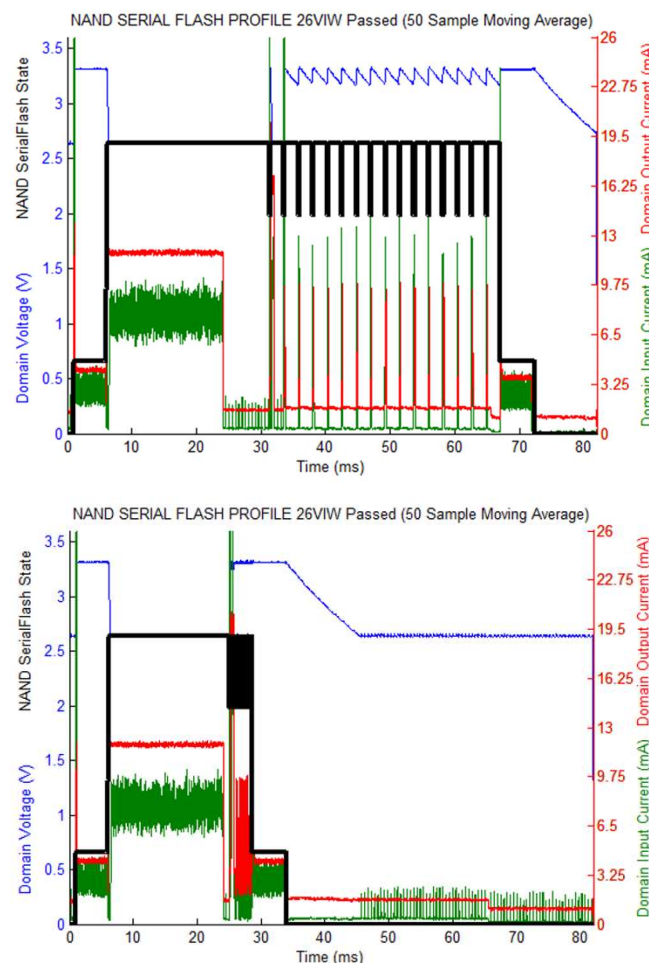 NAND SERIAL FLASH PROFILE 26VIW Passed (50 Sample Moving Average)
3.5
3
2.5
2
1.5
1
0.5
0
Domain Voltage (V)
NAND SerialFlash State
26
22.75
19.5
16.25
13
9.75
6.5
3.25
0
Domain Input Current (mA)
Domain Output Current (mA)
0 10 20 30 40 50 60 70 80
Time (ms)
NAND SERIAL FLASH PROFILE 26VIW Passed (50 Sample Moving Average)
3.5
3
2.5
2
1.5
1
0.5
0
Domain Voltage (V)
NAND SerialFlash State
26
22.75
19.5
16.25
13
9.75
6.5
3.25
0
Domain Input Current (mA)
Domain Output Current (mA)
0 10 20 30 40 50 60 70 80
Time (ms)